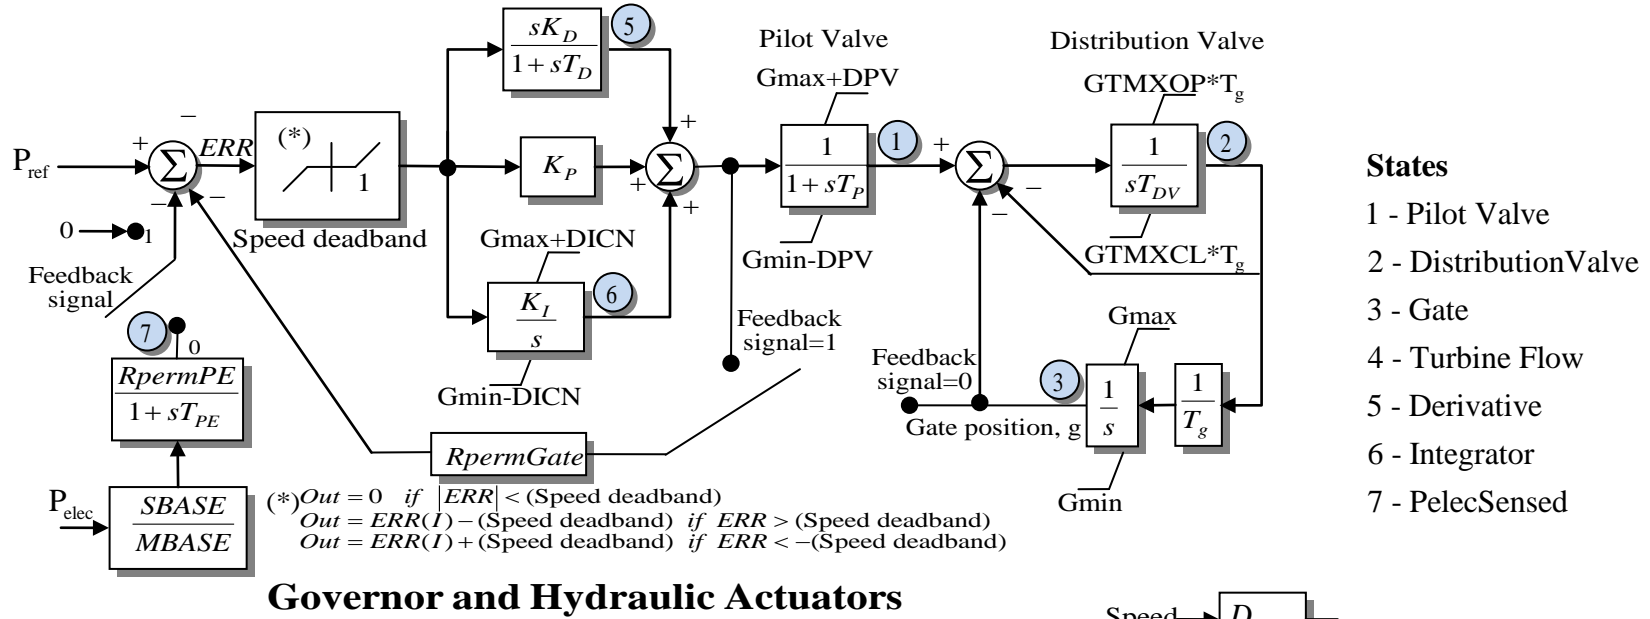 sK_D
1 + sT_D
5
Pilot Valve
Gmax+DPV
Distribution Valve
GTMXOP*T_g
P_ref
+
−
ERR
(*)
1
Speed deadband
K_P
+
+
+
1
1 + sT_P
1
Gmin-DPV
+
−
−
1
sT_DV
2
GTMXCL*T_g
0
1
−
−
Feedback
signal
Gmax+DICN
K_I
s
6
Gmin-DICN
Feedback
signal=1
Feedback
signal=0
Gate position, g
3
Gmax
1
s
Gmin
1
T_g
7
0
RpermPE
1 + sT_PE
RpermGate
P_elec
SBASE
MBASE
(*) Out = 0 if |ERR| < (Speed deadband)
Out = ERR(I) − (Speed deadband) if ERR > (Speed deadband)
Out = ERR(I) + (Speed deadband) if ERR < −(Speed deadband)
Governor and Hydraulic Actuators
States
1 - Pilot Valve
2 - DistributionValve
3 - Gate
4 - Turbine Flow
5 - Derivative
6 - Integrator
7 - PelecSensed
Speed
D